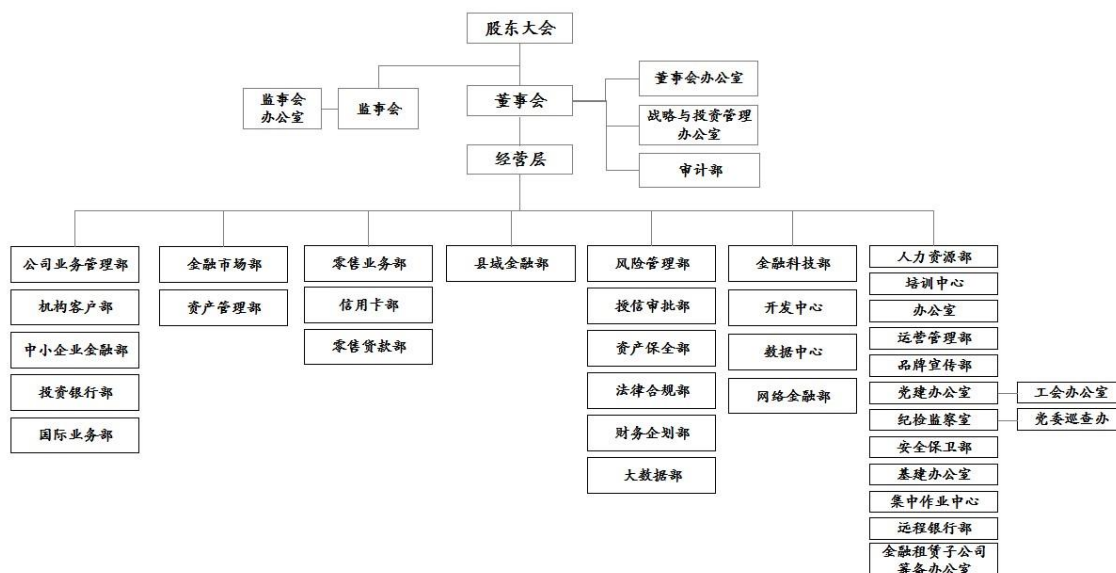 股东大会
监事会
办公室
监事会
董事会
董事会办公室
战略与投资管理
办公室
审计部
经营层
公司业务管理部
机构客户部
中小企业金融部
投资银行部
国际业务部
金融市场部
资产管理部
零售业务部
信用卡部
零售贷款部
县域金融部
风险管理部
授信审批部
资产保全部
法律合规部
财务企划部
大数据部
金融科技部
开发中心
数据中心
网络金融部
人力资源部
培训中心
办公室
运营管理部
品牌宣传部
党建办公室
工会办公室
纪检监察室
党委巡查办
安全保卫部
基建办公室
集中作业中心
远程银行部
金融租赁子公司
筹备办公室